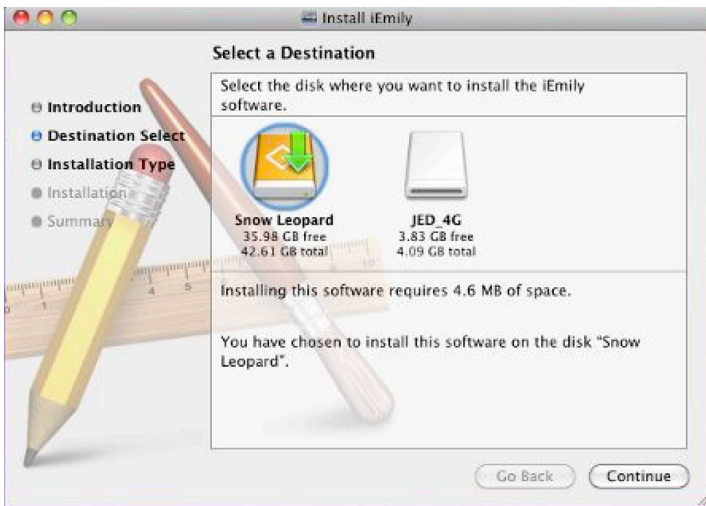 Install iEmily
Select a Destination
Select the disk where you want to install the iEmily
software.
Introduction
Destination Select
Installation Type
Installation
Summary
Snow Leopard
35.98 GB free
42.61 GB total
JED_4G
3.83 GB free
4.09 GB total
Installing this software requires 4.6 MB of space.
You have chosen to install this software on the disk “Snow
Leopard”.
Go Back
Continue